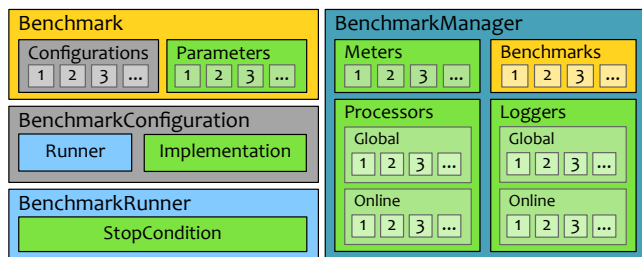 Benchmark
Configurations
1 2 3 ...
Parameters
1 2 3 ...
BenchmarkConfiguration
Runner
Implementation
BenchmarkRunner
StopCondition
BenchmarkManager
Meters
1 2 3 ...
Benchmarks
1 2 3 ...
Processors
Global
1 2 3 ...
Online
1 2 3 ...
Loggers
Global
1 2 3 ...
Online
1 2 3 ...